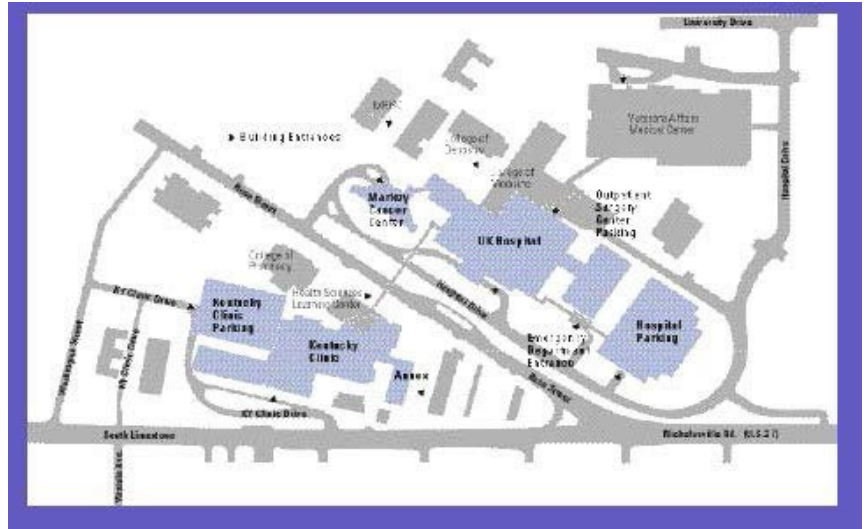 University Drive
Veterans Affairs
Medical Center
Building Entrances
College of
Dentistry
College of
Medicine
Hospital Drive
Rose Street
Markey
Cancer
Center
Outpatient
Surgery
Center
Parking
UK Hospital
College of
Pharmacy
Health Sciences
Learning Center
Hospital Drive
KY Clinic Drive
Kentucky
Clinic
Parking
Kentucky
Clinic
KY Clinic Drive
Emergency
Department
Entrance
Hospital
Parking
Annex
Rose Street
KY Clinic Drive
South Limestone
Nicholasville Rd. (U.S. 27)